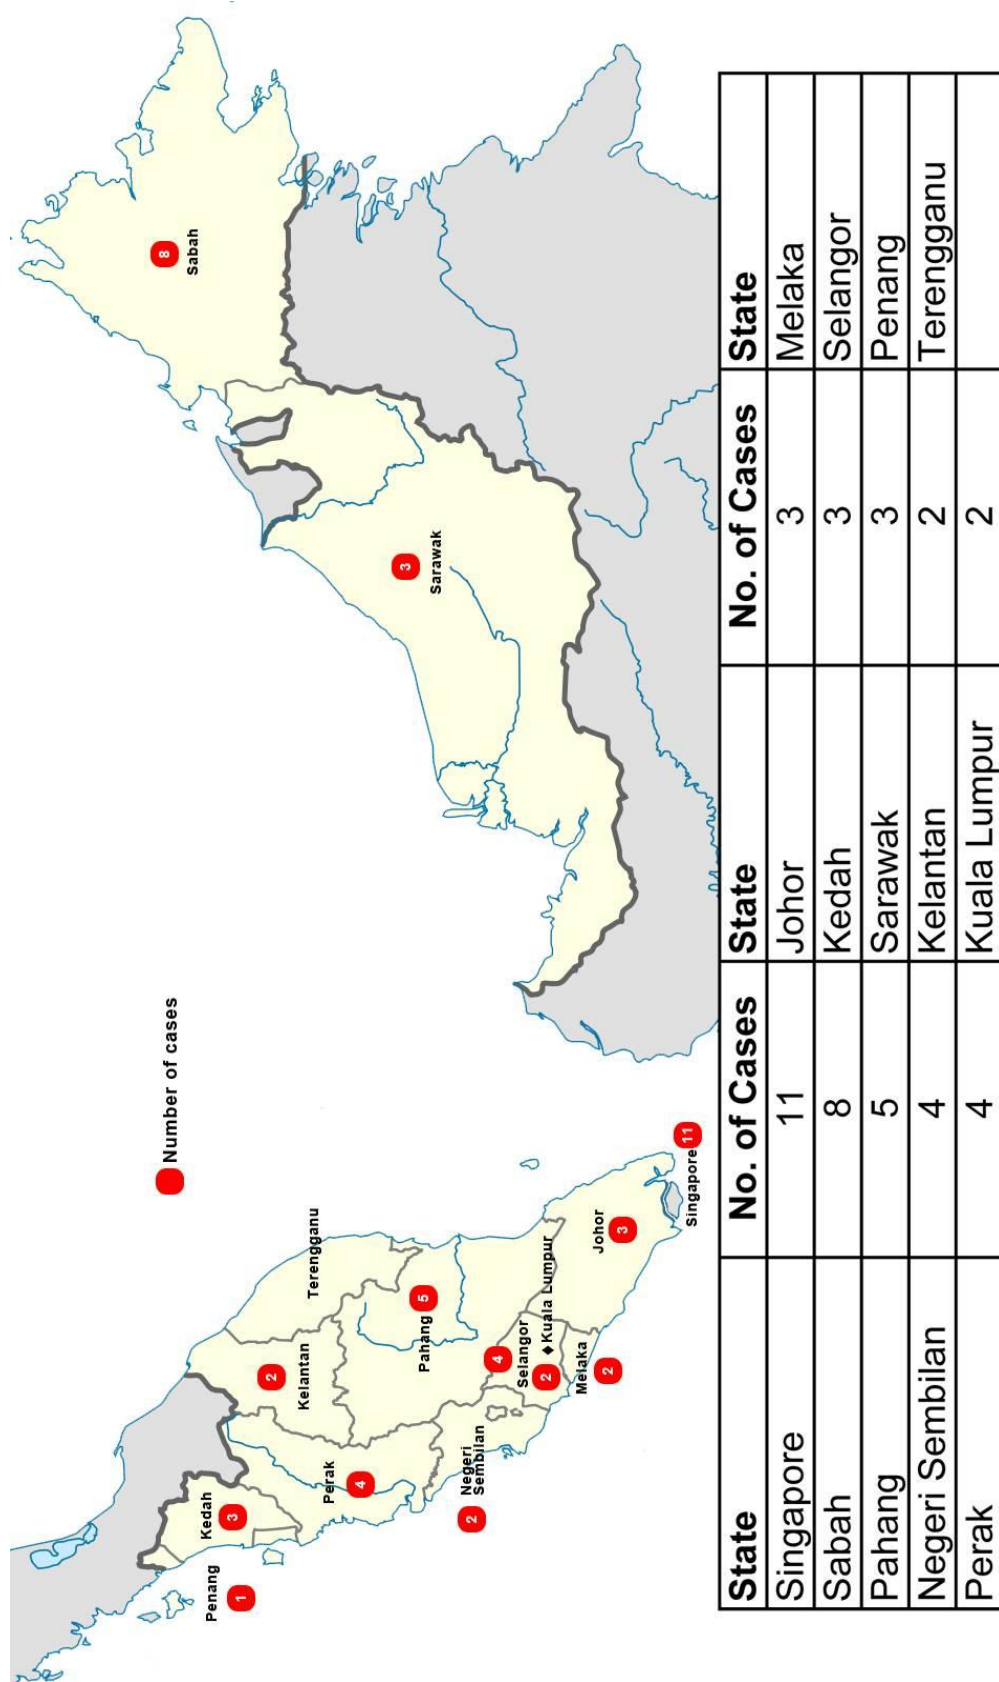 Number of cases
Penang
1
Kedah
3
Perak
4
Kelantan
2
Terengganu
Pahang
5
Negeri
Sembilan
2
Selangor
4
2
Kuala Lumpur
Melaka
2
Johor
3
Singapore
11
Sarawak
3
Sabah
8
State No. of Cases State No. of Cases State
Singapore 11 Johor 3 Melaka
Sabah 8 Kedah 3 Selangor
Pahang 5 Sarawak 3 Penang
Negeri Sembilan 4 Kelantan 2 Terengganu
Perak 4 Kuala Lumpur 2